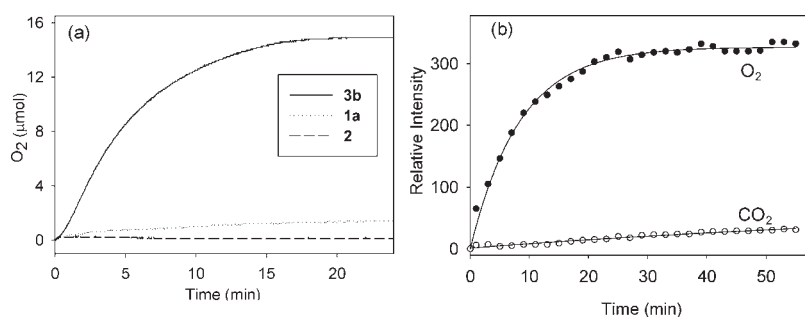 (a)
O2 (μmol)
16
12
8
4
0
3b
1a
2
0 5 10 15 20
Time (min)
(b)
Relative Intensity
300
200
100
0
O2
CO2
0 10 20 30 40 50
Time (min)